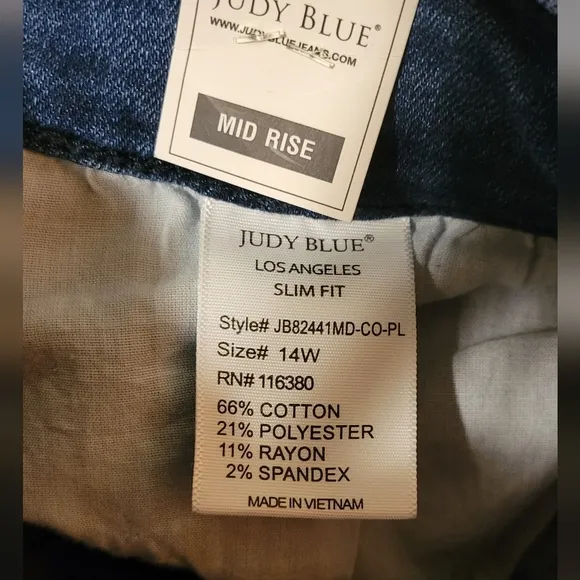 JUDY BLUE®
WWW.JUDYBLUEJEANS.COM
MID RISE
JUDY BLUE®
LOS ANGELES
SLIM FIT
Style# JB82441MD-CO-PL
Size# 14W
RN# 116380
66% COTTON
21% POLYESTER
11% RAYON
2% SPANDEX
MADE IN VIETNAM